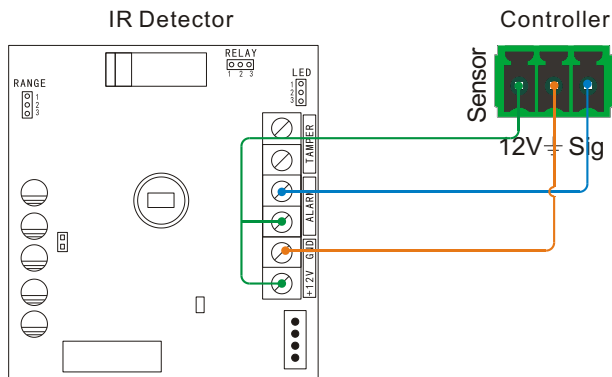 IR Detector
Controller
RELAY
1 2 3
LED
1
2
3
RANGE
1
2
3
TAMPER
ALARM
GND
+12V
Sensor
12V ⏚ Sig